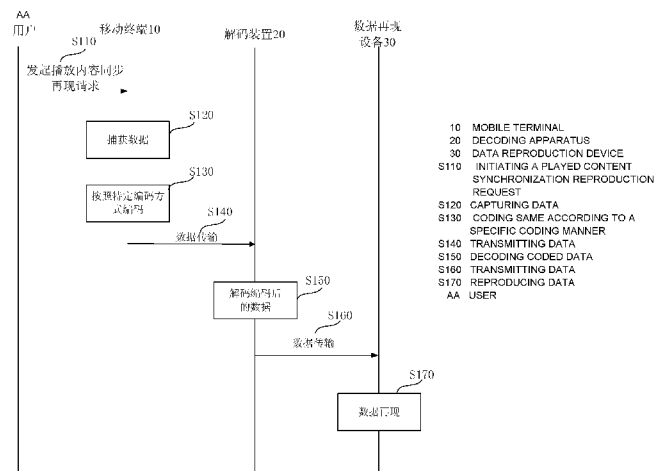 AA
用户
移动终端10
解码装置20
数据再现
设备30
S110
发起播放内容同步
再现请求
S120
捕获数据
S130
按照特定编码方
式编码
S140
数据传输
S150
解码编码后
的数据
S160
数据传输
S170
数据再现
10 MOBILE TERMINAL
20 DECODING APPARATUS
30 DATA REPRODUCTION DEVICE
S110 INITIATING A PLAYED CONTENT
SYNCHRONIZATION REPRODUCTION
REQUEST
S120 CAPTURING DATA
S130 CODING SAME ACCORDING TO A
SPECIFIC CODING MANNER
S140 TRANSMITTING DATA
S150 DECODING CODED DATA
S160 TRANSMITTING DATA
S170 REPRODUCING DATA
AA USER